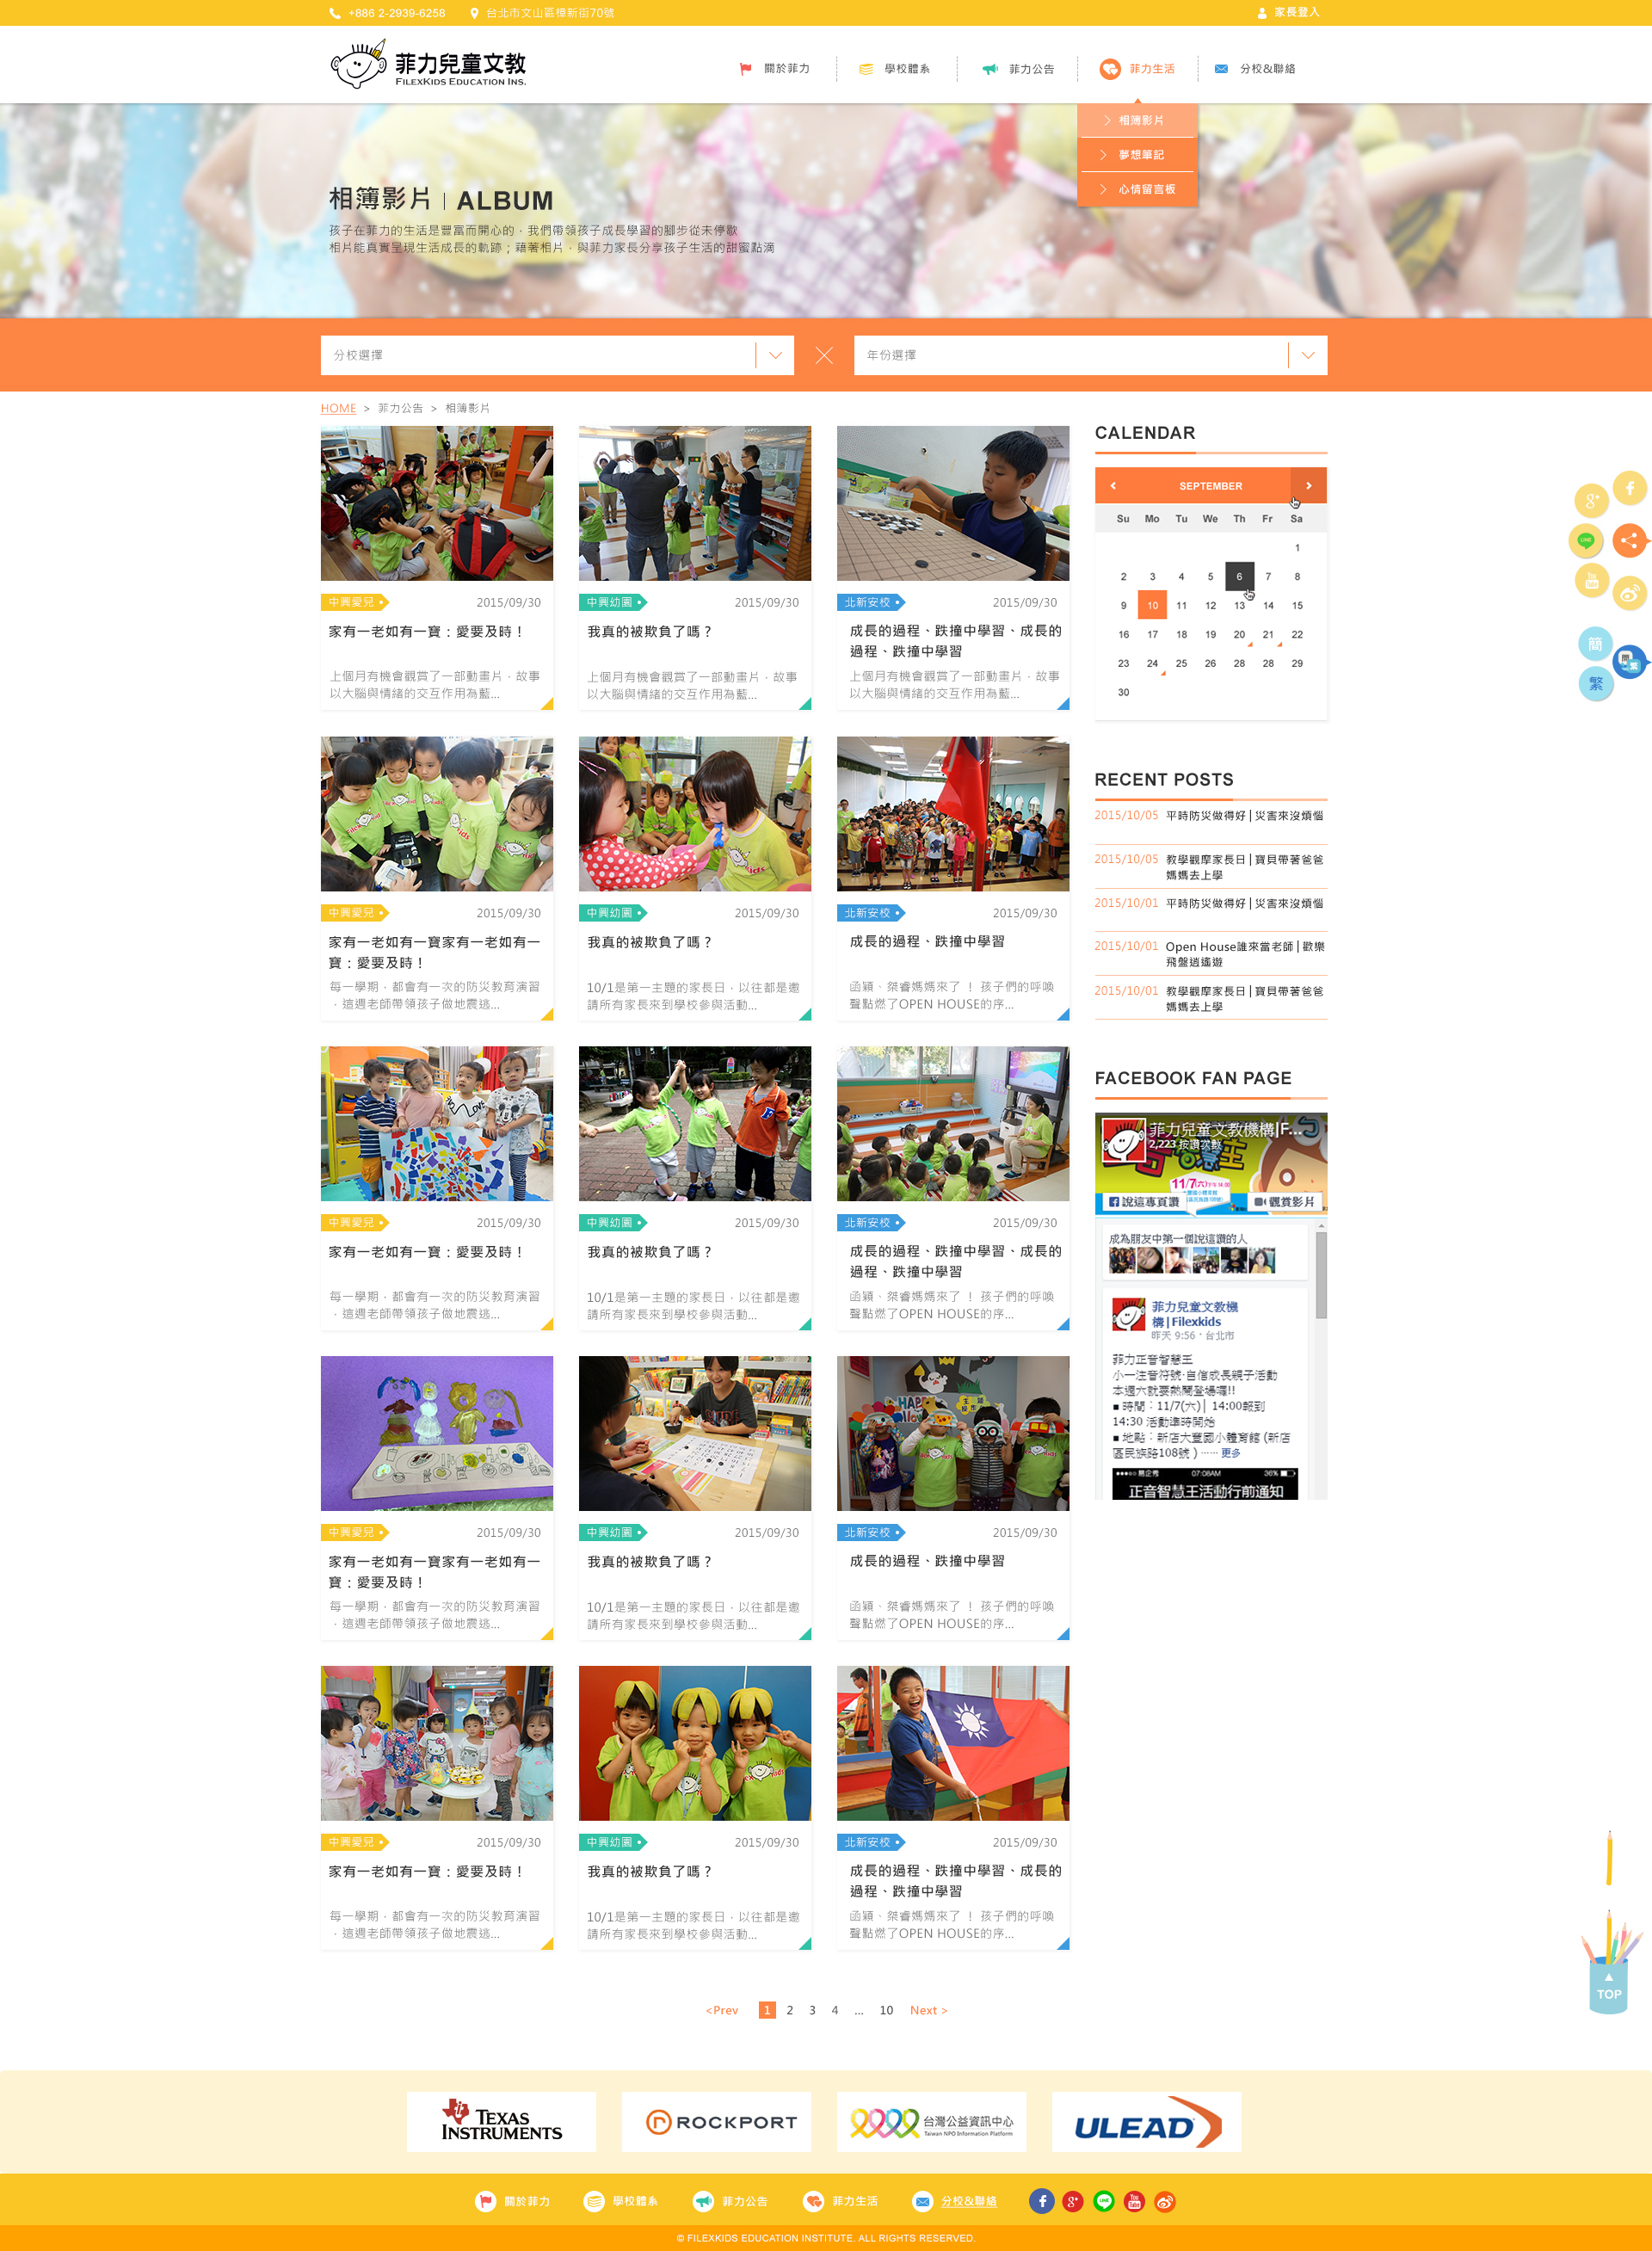 +886 2-2939-6258 台北市文山區樟新街70號 家長登入
菲力兒童文教
FILEXKIDS EDUCATION INS.
關於菲力 學校體系 菲力公告 菲力生活 分校&聯絡
相簿影片
夢想筆記
心情留言板
相簿影片 | ALBUM
孩子在菲力的生活是豐富而開心的，我們帶領孩子成長學習的腳步從未停歇
相片能真實呈現生活成長的軌跡；藉著相片，與菲力家長分享孩子生活的甜蜜點滴
分校選擇 年份選擇
HOME > 菲力公告 > 相簿影片
中興愛兒 2015/09/30
家有一老如有一寶：愛要及時！
上個月有機會觀賞了一部動畫片，故事
以大腦與情緒的交互作用為藍...
中興幼園 2015/09/30
我真的被欺負了嗎？
上個月有機會觀賞了一部動畫片，故事
以大腦與情緒的交互作用為藍...
北新安校 2015/09/30
成長的過程、跌撞中學習、成長的
過程、跌撞中學習
上個月有機會觀賞了一部動畫片，故事
以大腦與情緒的交互作用為藍...
中興愛兒 2015/09/30
家有一老如有一寶家有一老如有一
寶：愛要及時！
每一學期，都會有一次的防災教育演習
，這週老師帶領孩子做地震逃...
中興幼園 2015/09/30
我真的被欺負了嗎？
10/1是第一主題的家長日，以往都是邀
請所有家長來到學校參與活動...
北新安校 2015/09/30
成長的過程、跌撞中學習
函穎、桀睿媽媽來了 ！ 孩子們的呼喚
聲點燃了OPEN HOUSE的序...
中興愛兒 2015/09/30
家有一老如有一寶：愛要及時！
每一學期，都會有一次的防災教育演習
，這週老師帶領孩子做地震逃...
中興幼園 2015/09/30
我真的被欺負了嗎？
10/1是第一主題的家長日，以往都是邀
請所有家長來到學校參與活動...
北新安校 2015/09/30
成長的過程、跌撞中學習、成長的
過程、跌撞中學習
函穎、桀睿媽媽來了 ！ 孩子們的呼喚
聲點燃了OPEN HOUSE的序...
中興愛兒 2015/09/30
家有一老如有一寶家有一老如有一
寶：愛要及時！
每一學期，都會有一次的防災教育演習
，這週老師帶領孩子做地震逃...
中興幼園 2015/09/30
我真的被欺負了嗎？
10/1是第一主題的家長日，以往都是邀
請所有家長來到學校參與活動...
北新安校 2015/09/30
成長的過程、跌撞中學習
函穎、桀睿媽媽來了 ！ 孩子們的呼喚
聲點燃了OPEN HOUSE的序...
中興愛兒 2015/09/30
家有一老如有一寶：愛要及時！
每一學期，都會有一次的防災教育演習
，這週老師帶領孩子做地震逃...
中興幼園 2015/09/30
我真的被欺負了嗎？
10/1是第一主題的家長日，以往都是邀
請所有家長來到學校參與活動...
北新安校 2015/09/30
成長的過程、跌撞中學習、成長的
過程、跌撞中學習
函穎、桀睿媽媽來了 ！ 孩子們的呼喚
聲點燃了OPEN HOUSE的序...
CALENDAR
SEPTEMBER
Su Mo Tu We Th Fr Sa
1
2 3 4 5 6 7 8
9 10 11 12 13 14 15
16 17 18 19 20 21 22
23 24 25 26 28 28 29
30
RECENT POSTS
2015/10/05 平時防災做得好 | 災害來沒煩惱
2015/10/05 教學觀摩家長日 | 寶貝帶著爸爸
媽媽去上學
2015/10/01 平時防災做得好 | 災害來沒煩惱
2015/10/01 Open House誰來當老師 | 歡樂
飛盤逍遙遊
2015/10/01 教學觀摩家長日 | 寶貝帶著爸爸
媽媽去上學
FACEBOOK FAN PAGE
菲力兒童文教機構|F...
2,223 按讚次數
11/7(六)
說這專頁讚 觀賞影片
成為朋友中第一個說這讚的人
菲力兒童文教機
構|Filexkids
昨天 9:56 · 台北市
菲力正音智慧王
小一注音符號·自信成長親子活動
本週六就要熱鬧登場囉!!
■ 時間：11/7(六)│ 14:00報到
14:30 活動準時開始
■ 地點：新店大豐國小體育館 (新店
區民族路108號 ) …… 更多
07:08AM 36%
正音智慧王活動行前通知
g+ f
LINE
You Tube
簡
繁
TOP
<Prev 1 2 3 4 ... 10 Next >
TEXAS INSTRUMENTS
ROCKPORT
台灣公益資訊中心
Taiwan NPO Information Platform
ULEAD
關於菲力 學校體系 菲力公告 菲力生活 分校&聯絡
© FILEXKIDS EDUCATION INSTITUTE. ALL RIGHTS RESERVED.